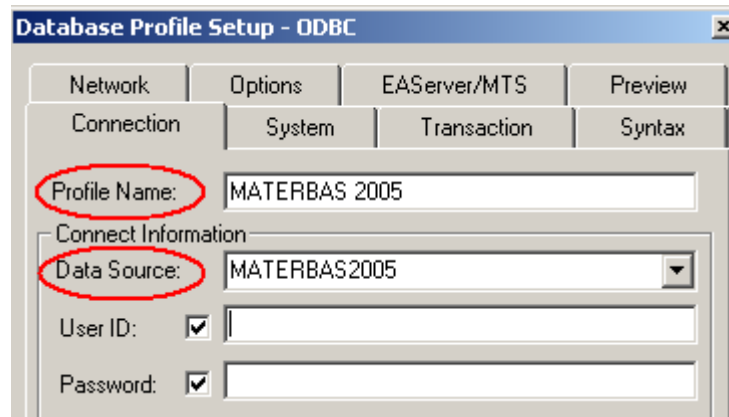 Database Profile Setup - ODBC
Network Options EAServer/MTS Preview
Connection System Transaction Syntax
Profile Name: MATERBAS 2005
Connect Information
Data Source: MATERBAS2005
User ID:
Password: